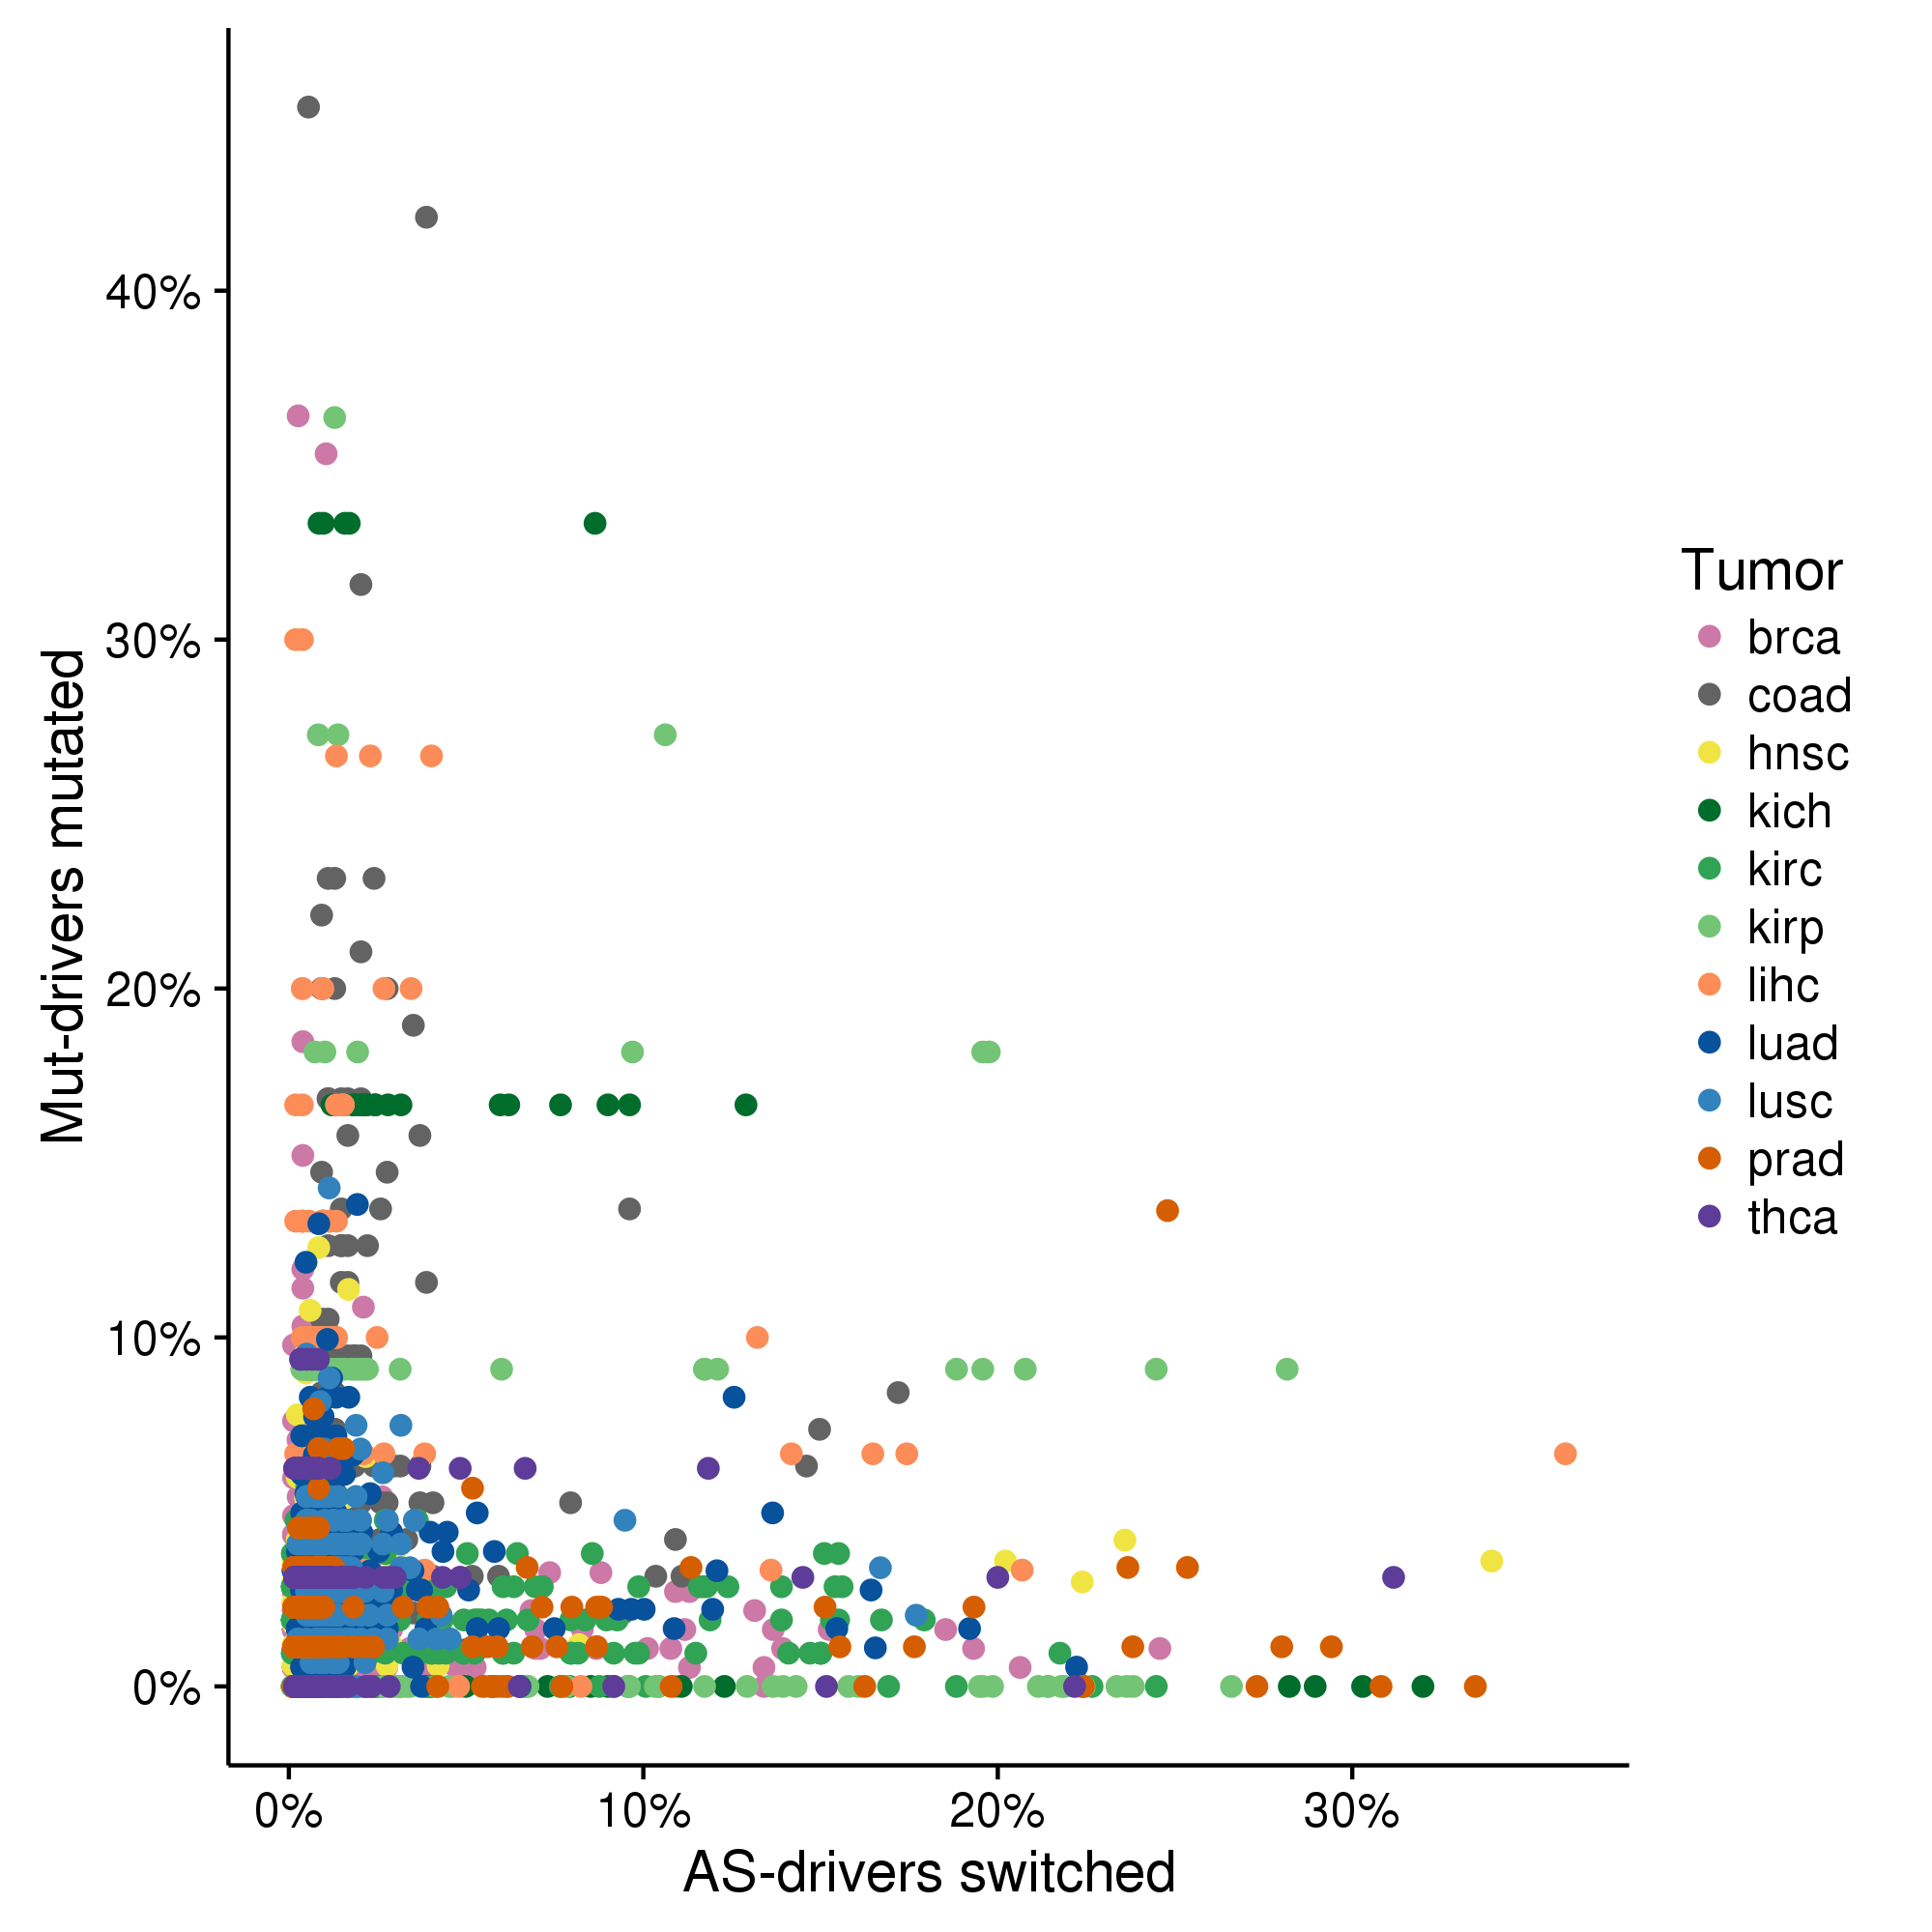 Mut-drivers mutated
40%
30%
20%
10%
0%
0% 10% 20% 30%
AS-drivers switched
Tumor
brca
coad
hnsc
kich
kirc
kirp
lihc
luad
lusc
prad
thca